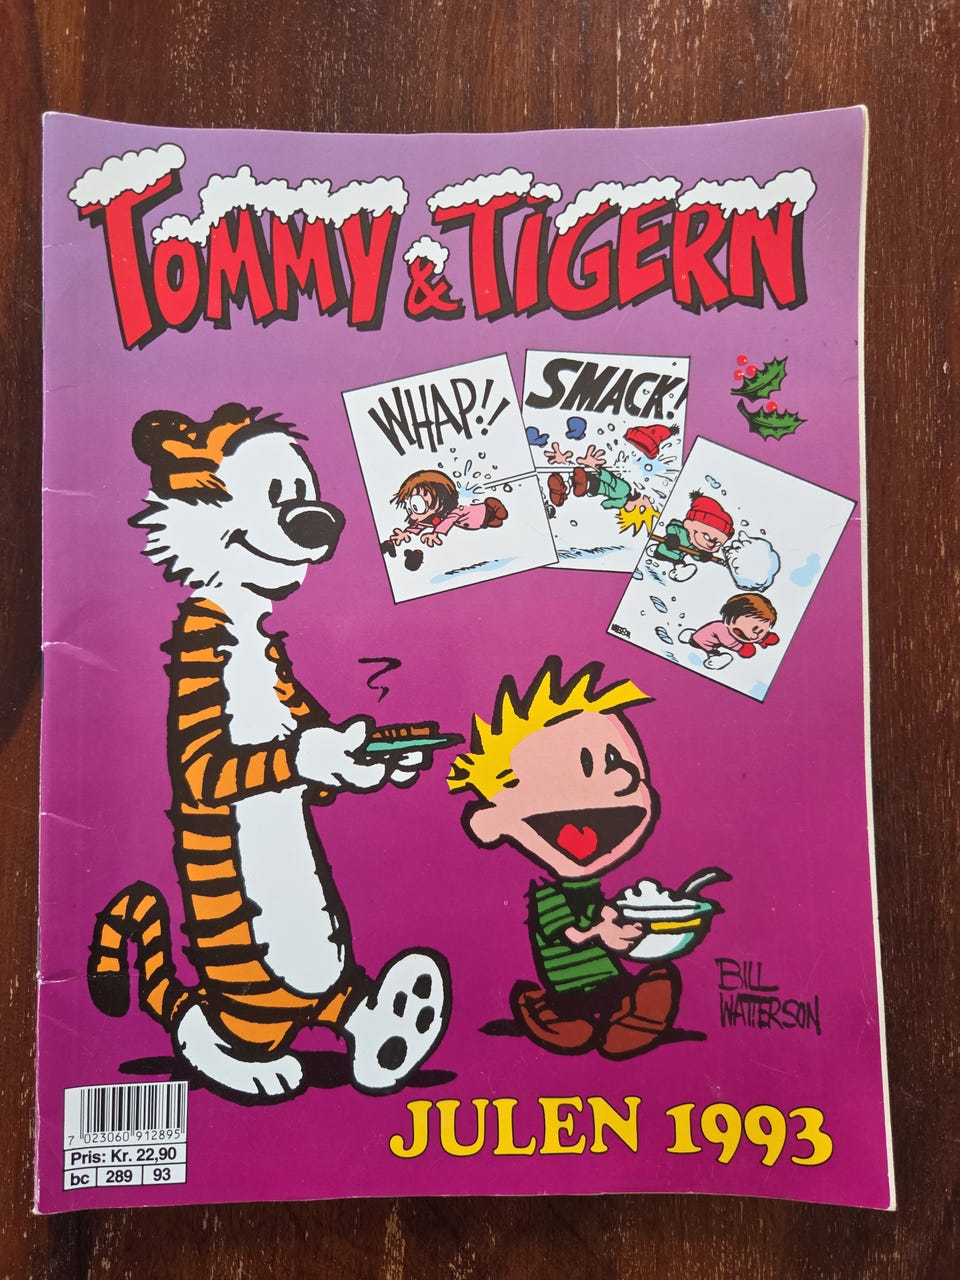 TOMMY & TIGERN
WHAP!!
SMACK!
BILL
WATTERSON
JULEN 1993
7 023060 912895
Pris: Kr. 22,90
bc 289 93